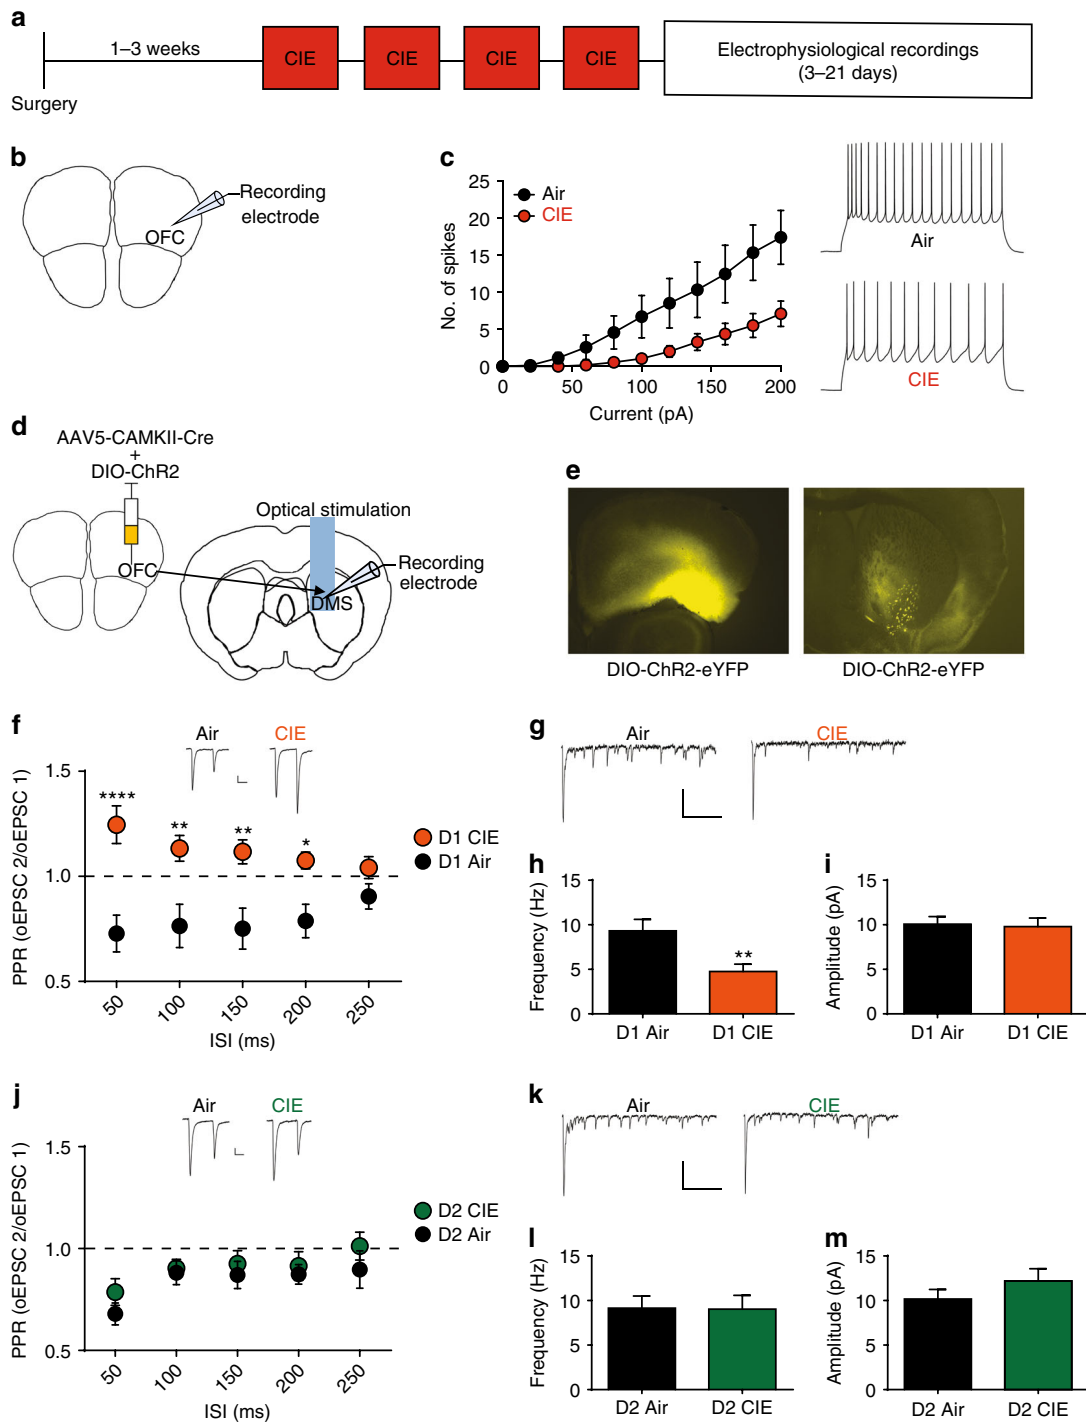 a
1–3 weeks
CIE
CIE
CIE
CIE
Electrophysiological recordings
(3–21 days)
Surgery
b
Recording
electrode
OFC
c
No. of spikes
25
20
15
10
5
0
Air
CIE
0
50
100
150
200
Current (pA)
Air
CIE
d
AAV5-CAMKII-Cre
+
DIO-ChR2
OFC
Optical stimulation
Recording
electrode
DMS
e
DIO-ChR2-eYFP
DIO-ChR2-eYFP
f
PPR (oEPSC 2/oEPSC 1)
1.5
1.0
0.5
Air
CIE
****
**
**
*
D1 CIE
D1 Air
50
100
150
200
250
ISI (ms)
g
Air
CIE
h
Frequency (Hz)
15
10
5
0
**
D1 Air
D1 CIE
i
Amplitude (pA)
15
10
5
0
D1 Air
D1 CIE
j
PPR (oEPSC 2/oEPSC 1)
1.5
1.0
0.5
Air
CIE
D2 CIE
D2 Air
50
100
150
200
250
ISI (ms)
k
Air
CIE
l
Frequency (Hz)
15
10
5
0
D2 Air
D2 CIE
m
Amplitude (pA)
15
10
5
0
D2 Air
D2 CIE